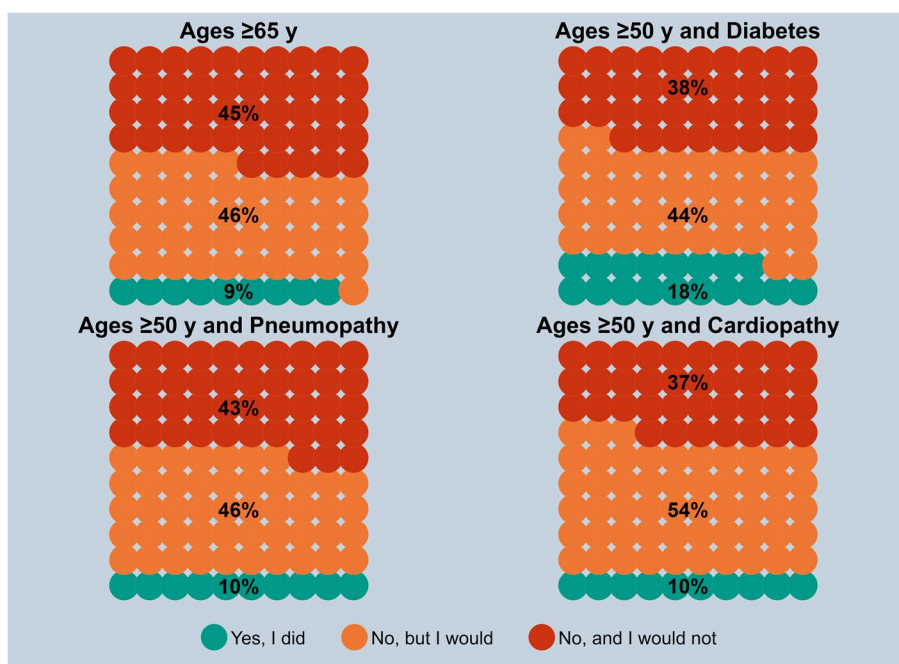 Ages ≥65 y
45%
46%
9%
Ages ≥50 y and Diabetes
38%
44%
18%
Ages ≥50 y and Pneumopathy
43%
46%
10%
Ages ≥50 y and Cardiopathy
37%
54%
10%
Yes, I did
No, but I would
No, and I would not